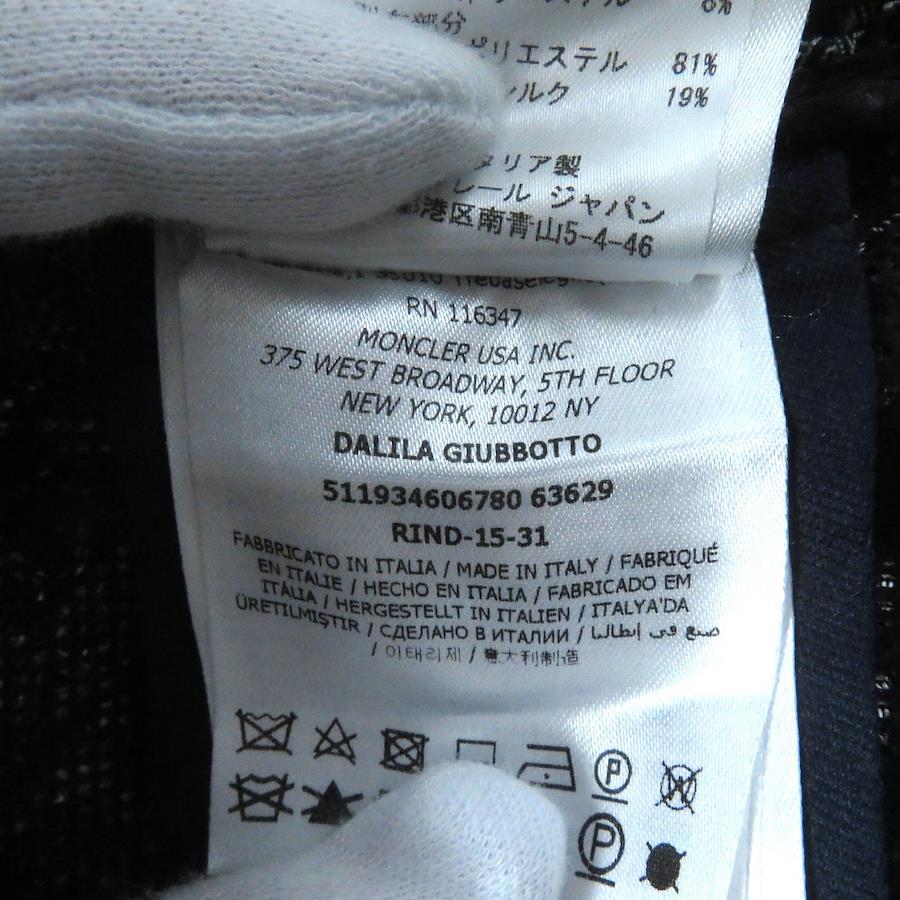 6%
部分
リエステル 81%
ルク 19%
タリア製
レール ジャパン
港区南青山5-4-46
RN 116347
MONCLER USA INC.
375 WEST BROADWAY, 5TH FLOOR
NEW YORK, 10012 NY
DALILA GIUBBOTTO
511934606780 63629
RIND-15-31
FABBRICATO IN ITALIA / MADE IN ITALY / FABRIQUÉ
EN ITALIE / HECHO EN ITALIA / FABRICADO EM
ITÁLIA / HERGESTELLT IN ITALIEN / ITALYA'DA
ÜRETILMIŞTIR / СДЕЛАНО В ИТАЛИИ / صنع في إيطاليا
/ 이태리제 / 意大利制造
P
W
P